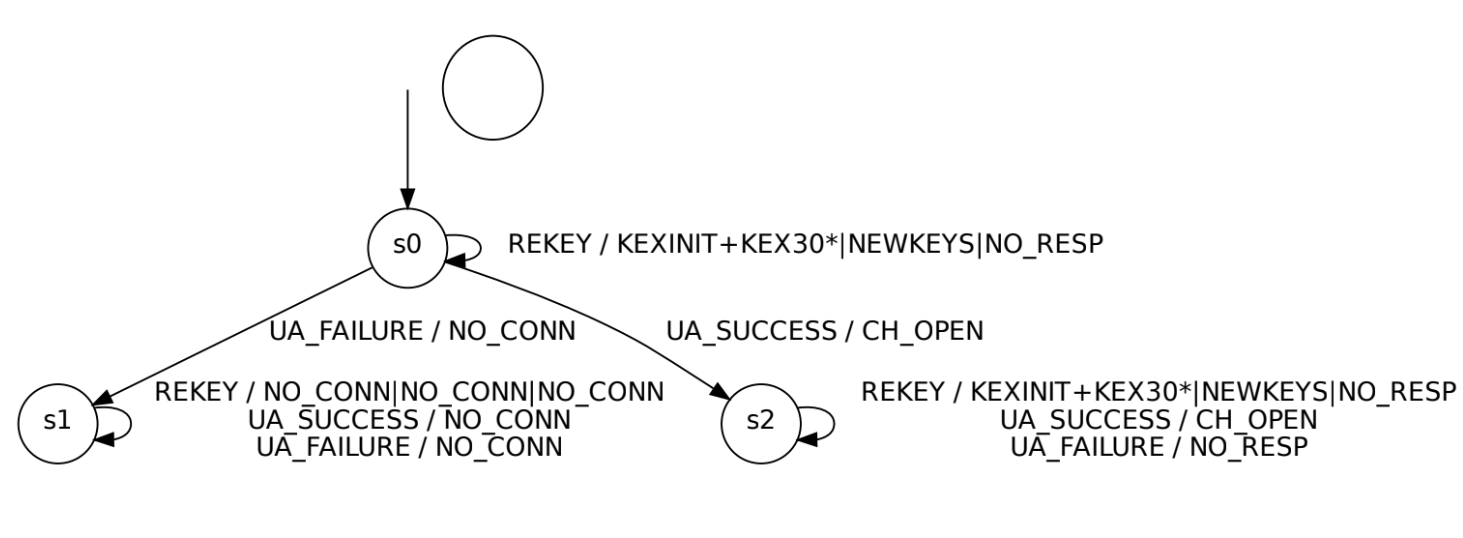 s0
REKEY / KEXINIT+KEX30*|NEWKEYS|NO_RESP
UA_FAILURE / NO_CONN
UA_SUCCESS / CH_OPEN
s1
REKEY / NO_CONN|NO_CONN|NO_CONN
UA_SUCCESS / NO_CONN
UA_FAILURE / NO_CONN
s2
REKEY / KEXINIT+KEX30*|NEWKEYS|NO_RESP
UA_SUCCESS / CH_OPEN
UA_FAILURE / NO_RESP